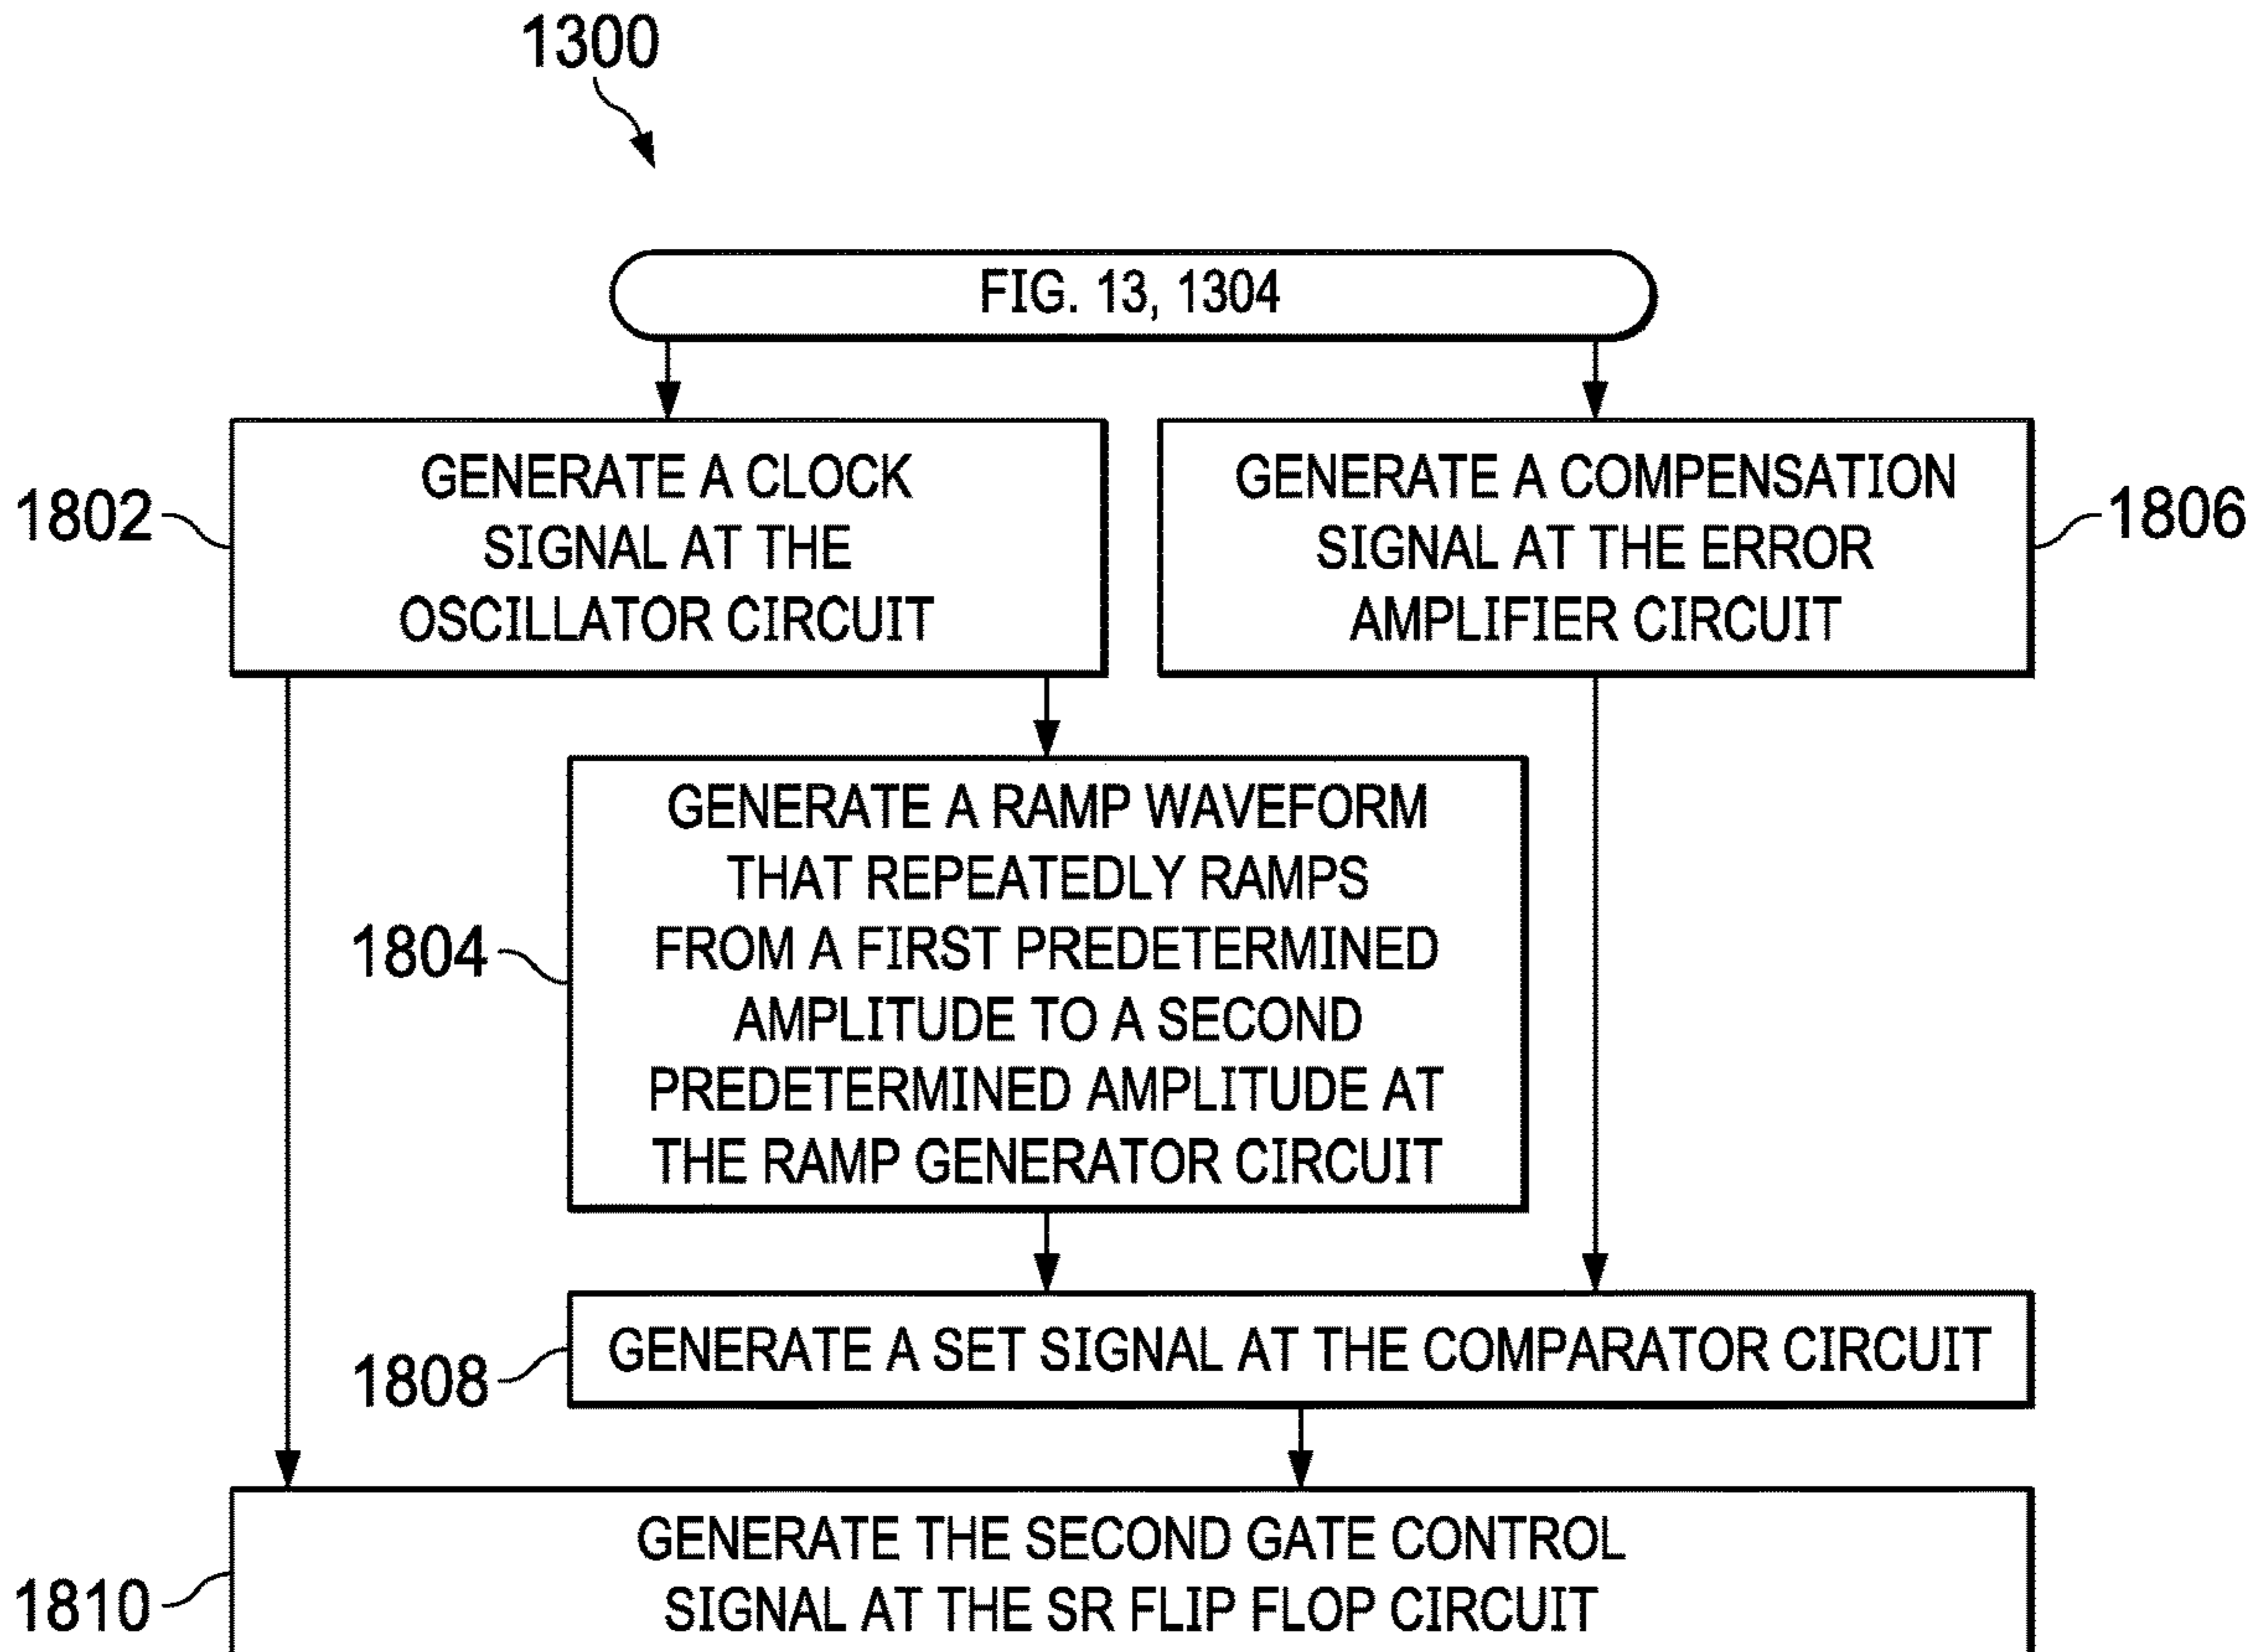 1300
FIG. 13, 1304
1802
GENERATE A CLOCK
SIGNAL AT THE
OSCILLATOR CIRCUIT
GENERATE A COMPENSATION
SIGNAL AT THE ERROR
AMPLIFIER CIRCUIT
1806
1804
GENERATE A RAMP WAVEFORM
THAT REPEATEDLY RAMPS
FROM A FIRST PREDETERMINED
AMPLITUDE TO A SECOND
PREDETERMINED AMPLITUDE AT
THE RAMP GENERATOR CIRCUIT
1808
GENERATE A SET SIGNAL AT THE COMPARATOR CIRCUIT
1810
GENERATE THE SECOND GATE CONTROL
SIGNAL AT THE SR FLIP FLOP CIRCUIT